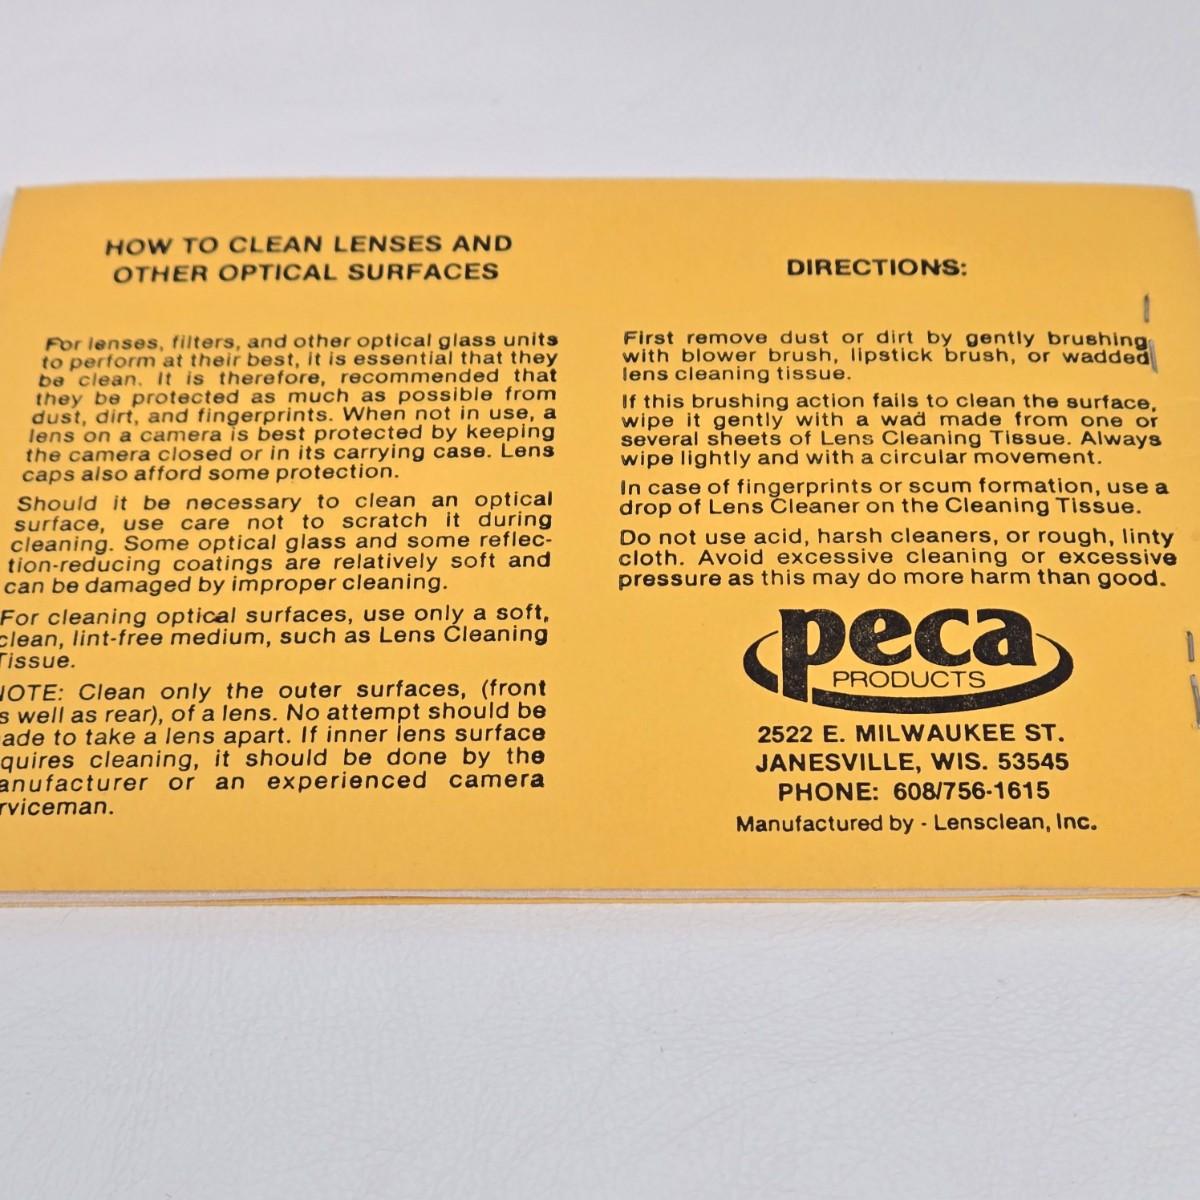 HOW TO CLEAN LENSES AND
OTHER OPTICAL SURFACES
For lenses, filters, and other optical glass units
to perform at their best, it is essential that they
be clean. It is therefore, recommended that
they be protected as much as possible from
dust, dirt, and fingerprints. When not in use, a
lens on a camera is best protected by keeping
the camera closed or in its carrying case. Lens
caps also afford some protection.
Should it be necessary to clean an optical
surface, use care not to scratch it during
cleaning. Some optical glass and some reflec-
tion-reducing coatings are relatively soft and
can be damaged by improper cleaning.
For cleaning optical surfaces, use only a soft,
clean, lint-free medium, such as Lens Cleaning
Tissue.
OTE: Clean only the outer surfaces, (front
s well as rear), of a lens. No attempt should be
ade to take a lens apart. If inner lens surface
quires cleaning, it should be done by the
anufacturer or an experienced camera
rviceman.
DIRECTIONS:
First remove dust or dirt by gently brushing
with blower brush, lipstick brush, or wadded
lens cleaning tissue.
If this brushing action fails to clean the surface,
wipe it gently with a wad made from one or
several sheets of Lens Cleaning Tissue. Always
wipe lightly and with a circular movement.
In case of fingerprints or scum formation, use a
drop of Lens Cleaner on the Cleaning Tissue.
Do not use acid, harsh cleaners, or rough, linty
cloth. Avoid excessive cleaning or excessive
pressure as this may do more harm than good.
peca
PRODUCTS
2522 E. MILWAUKEE ST.
JANESVILLE, WIS. 53545
PHONE: 608/756-1615
Manufactured by - Lensclean, Inc.